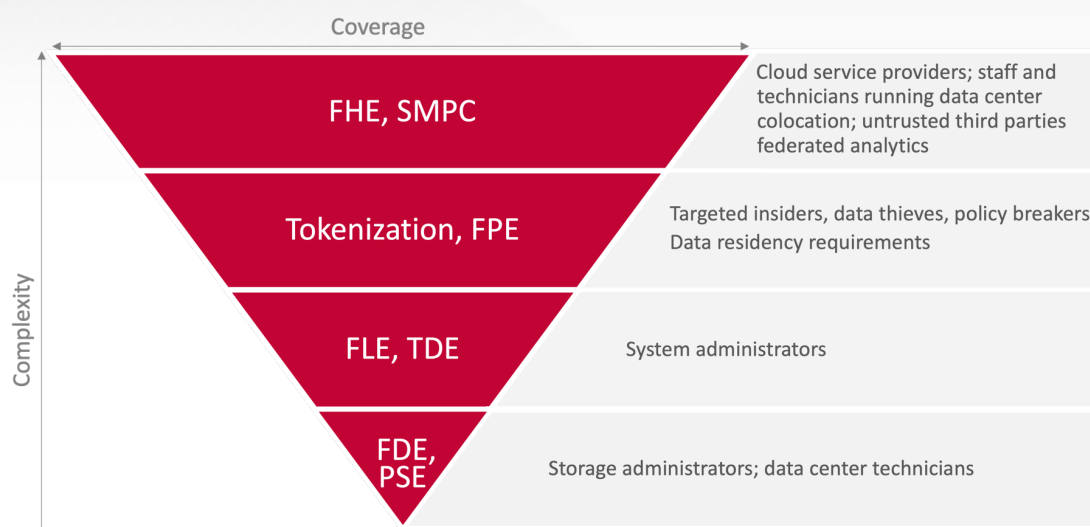 Coverage
FHE, SMPC
Cloud service providers; staff and
technicians running data center
colocation; untrusted third parties
federated analytics
Tokenization, FPE
Targeted insiders, data thieves, policy breakers
Data residency requirements
Complexity
FLE, TDE
System administrators
FDE,
PSE
Storage administrators; data center technicians